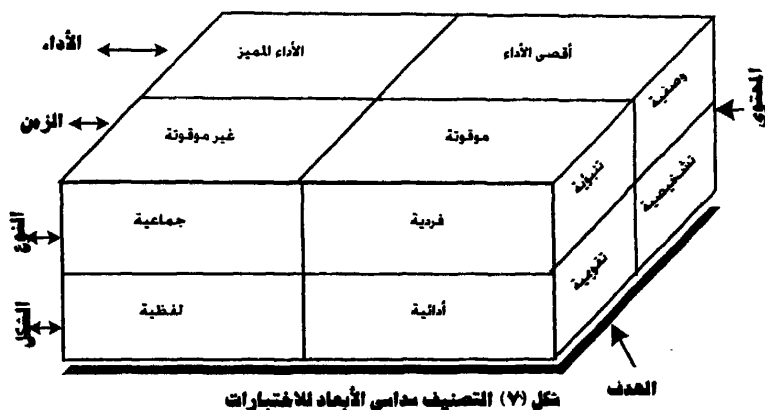 الأداء أقصى الأداء الأداء المميز
وصفية
المحتوى
الزمن موقوتة غير موقوتة
تنبؤية
تشخيصية
النوع فردية جماعية
تقويمية
الشكل أدائية لفظية
الهدف
شكل (٧) التصنيف سداسي الأبعاد للاختبارات